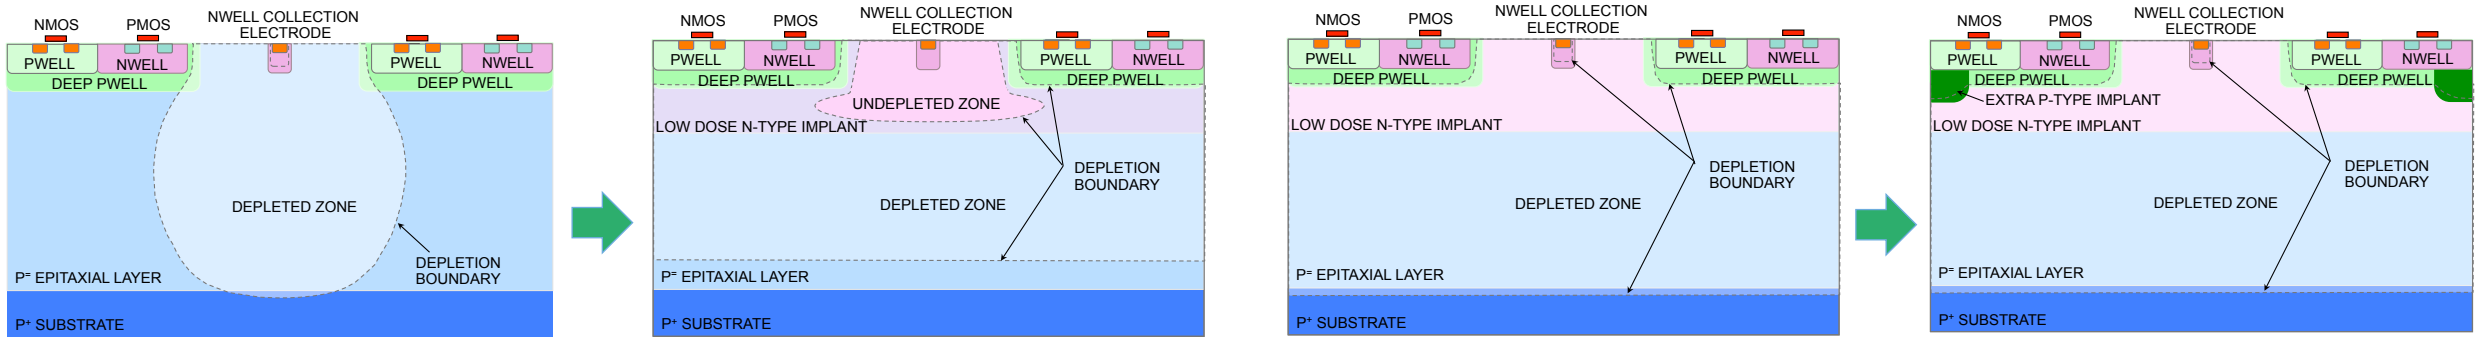 NMOS
PMOS
NWELL COLLECTION
ELECTRODE
PWELL
NWELL
PWELL
NWELL
DEEP PWELL
DEEP PWELL
DEPLETED ZONE
DEPLETION
BOUNDARY
P= EPITAXIAL LAYER
P+ SUBSTRATE
NMOS
PMOS
NWELL COLLECTION
ELECTRODE
PWELL
NWELL
PWELL
NWELL
DEEP PWELL
DEEP PWELL
UNDEPLETED ZONE
LOW DOSE N-TYPE IMPLANT
DEPLETION
BOUNDARY
DEPLETED ZONE
P= EPITAXIAL LAYER
P+ SUBSTRATE
NMOS
PMOS
NWELL COLLECTION
ELECTRODE
PWELL
NWELL
PWELL
NWELL
DEEP PWELL
DEEP PWELL
LOW DOSE N-TYPE IMPLANT
DEPLETION
BOUNDARY
DEPLETED ZONE
P= EPITAXIAL LAYER
P+ SUBSTRATE
NMOS
PMOS
NWELL COLLECTION
ELECTRODE
PWELL
NWELL
PWELL
NWELL
DEEP PWELL
DEEP PWELL
EXTRA P-TYPE IMPLANT
LOW DOSE N-TYPE IMPLANT
DEPLETION
BOUNDARY
DEPLETED ZONE
P= EPITAXIAL LAYER
P+ SUBSTRATE